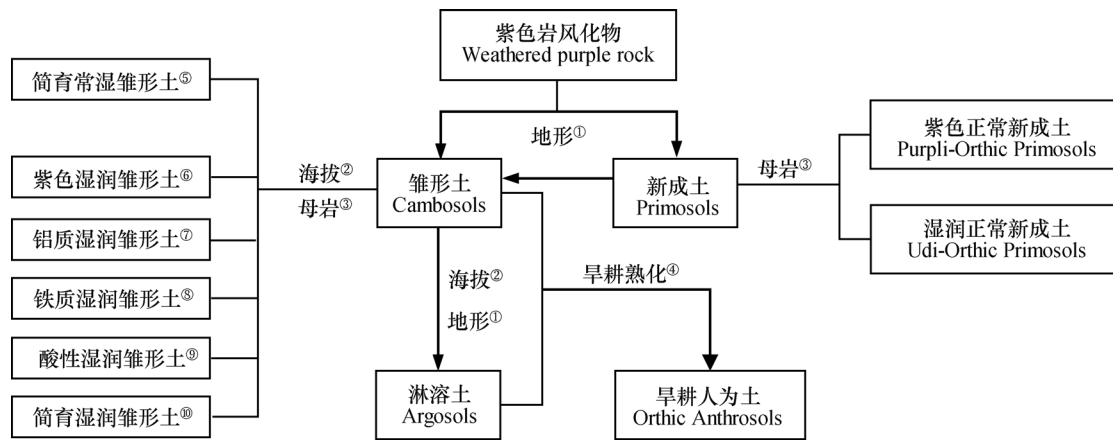 紫色岩风化物
Weathered purple rock
简育常湿雏形土⑤
地形①
紫色正常新成土
Purpli-Orthic Primosols
紫色湿润雏形土⑥
海拔②
母岩③
雏形土
Cambosols
新成土
Primosols
母岩③
铝质湿润雏形土⑦
湿润正常新成土
Udi-Orthic Primosols
铁质湿润雏形土⑧
海拔②
地形①
旱耕熟化④
酸性湿润雏形土⑨
简育湿润雏形土⑩
淋溶土
Argosols
旱耕人为土
Orthic Anthrosols